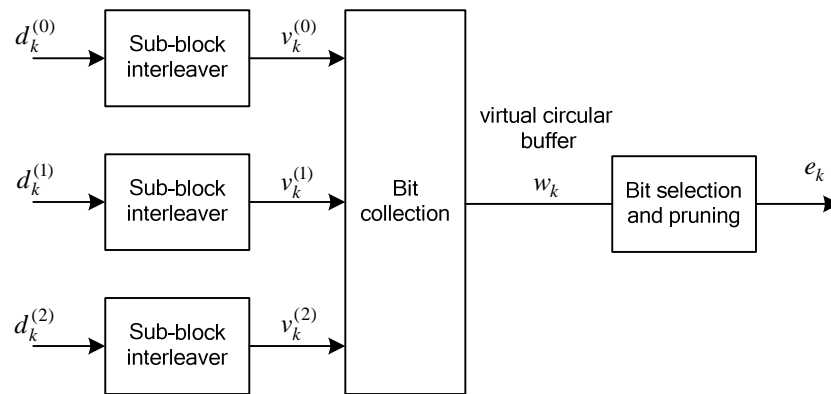 d_k^{(0)}
Sub-block
interleaver
v_k^{(0)}
d_k^{(1)}
Sub-block
interleaver
v_k^{(1)}
d_k^{(2)}
Sub-block
interleaver
v_k^{(2)}
Bit
collection
virtual circular
buffer
w_k
Bit selection
and pruning
e_k